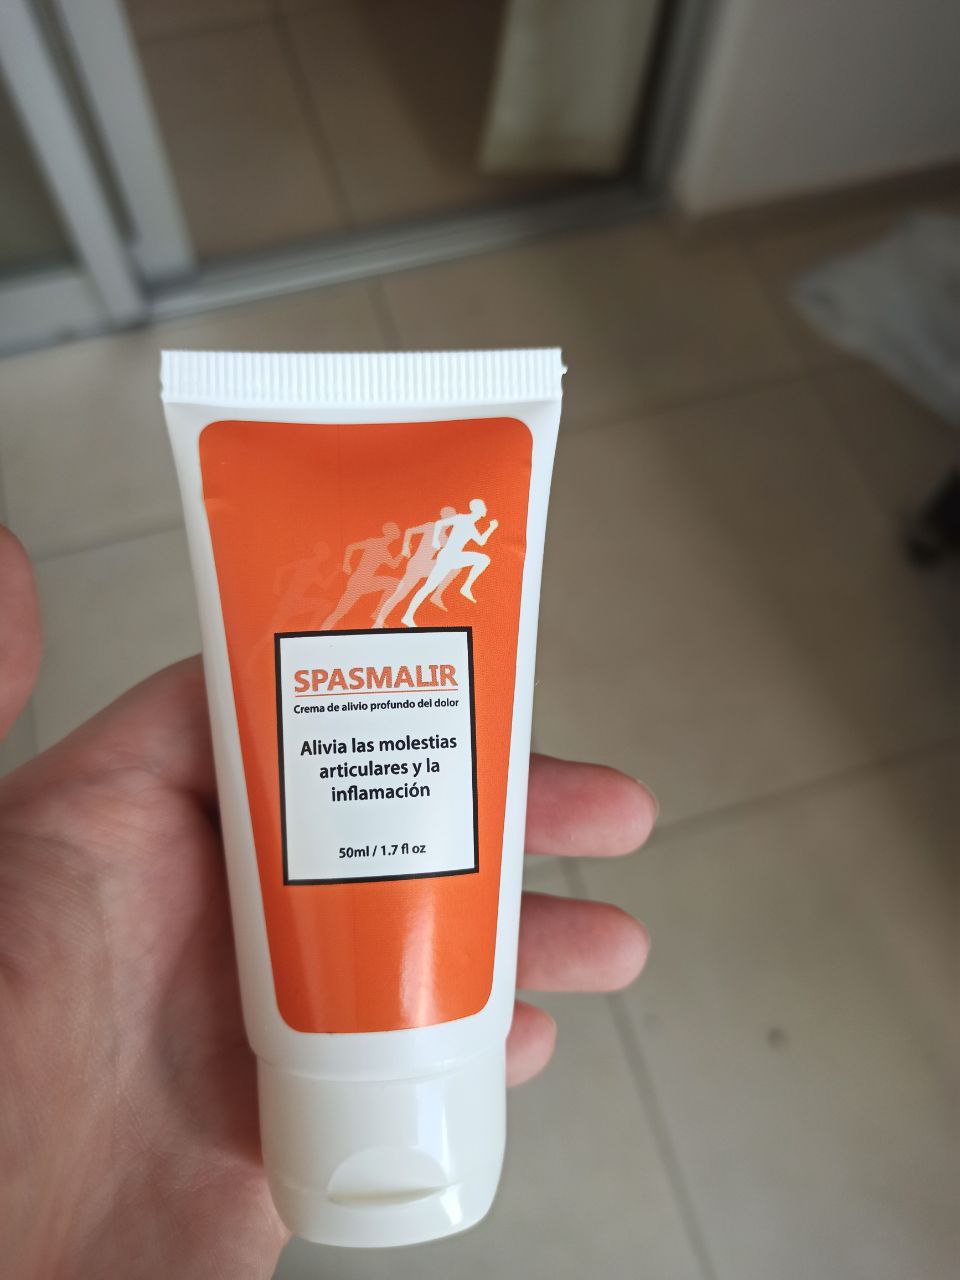 SPASMALIR
Crema de alivio profundo del dolor
Alivia las molestias
articulares y la
inflamación
50ml / 1.7 fl oz